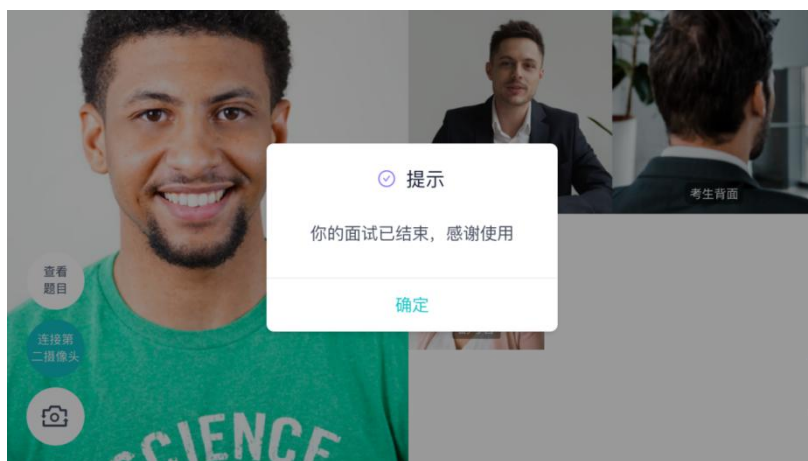 提示
考生背面
你的面试已结束，感谢使用
查看
题目
确定
连接第
二摄像头
SCIENCE